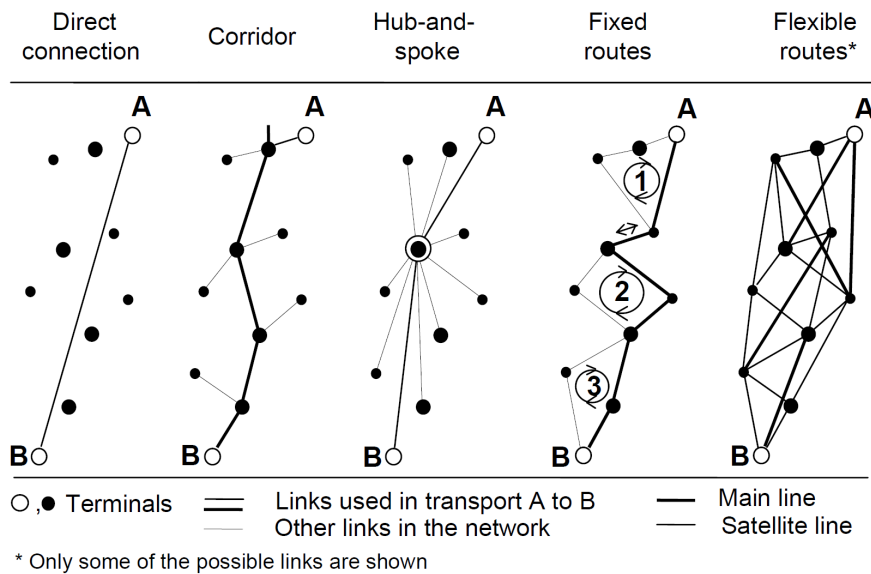 Direct connection
Corridor
Hub-and-spoke
Fixed routes
Flexible routes*
A
A
A
A
A
1
2
3
B
B
B
B
B
, Terminals
Links used in transport A to B
Other links in the network
Main line
Satellite line
* Only some of the possible links are shown